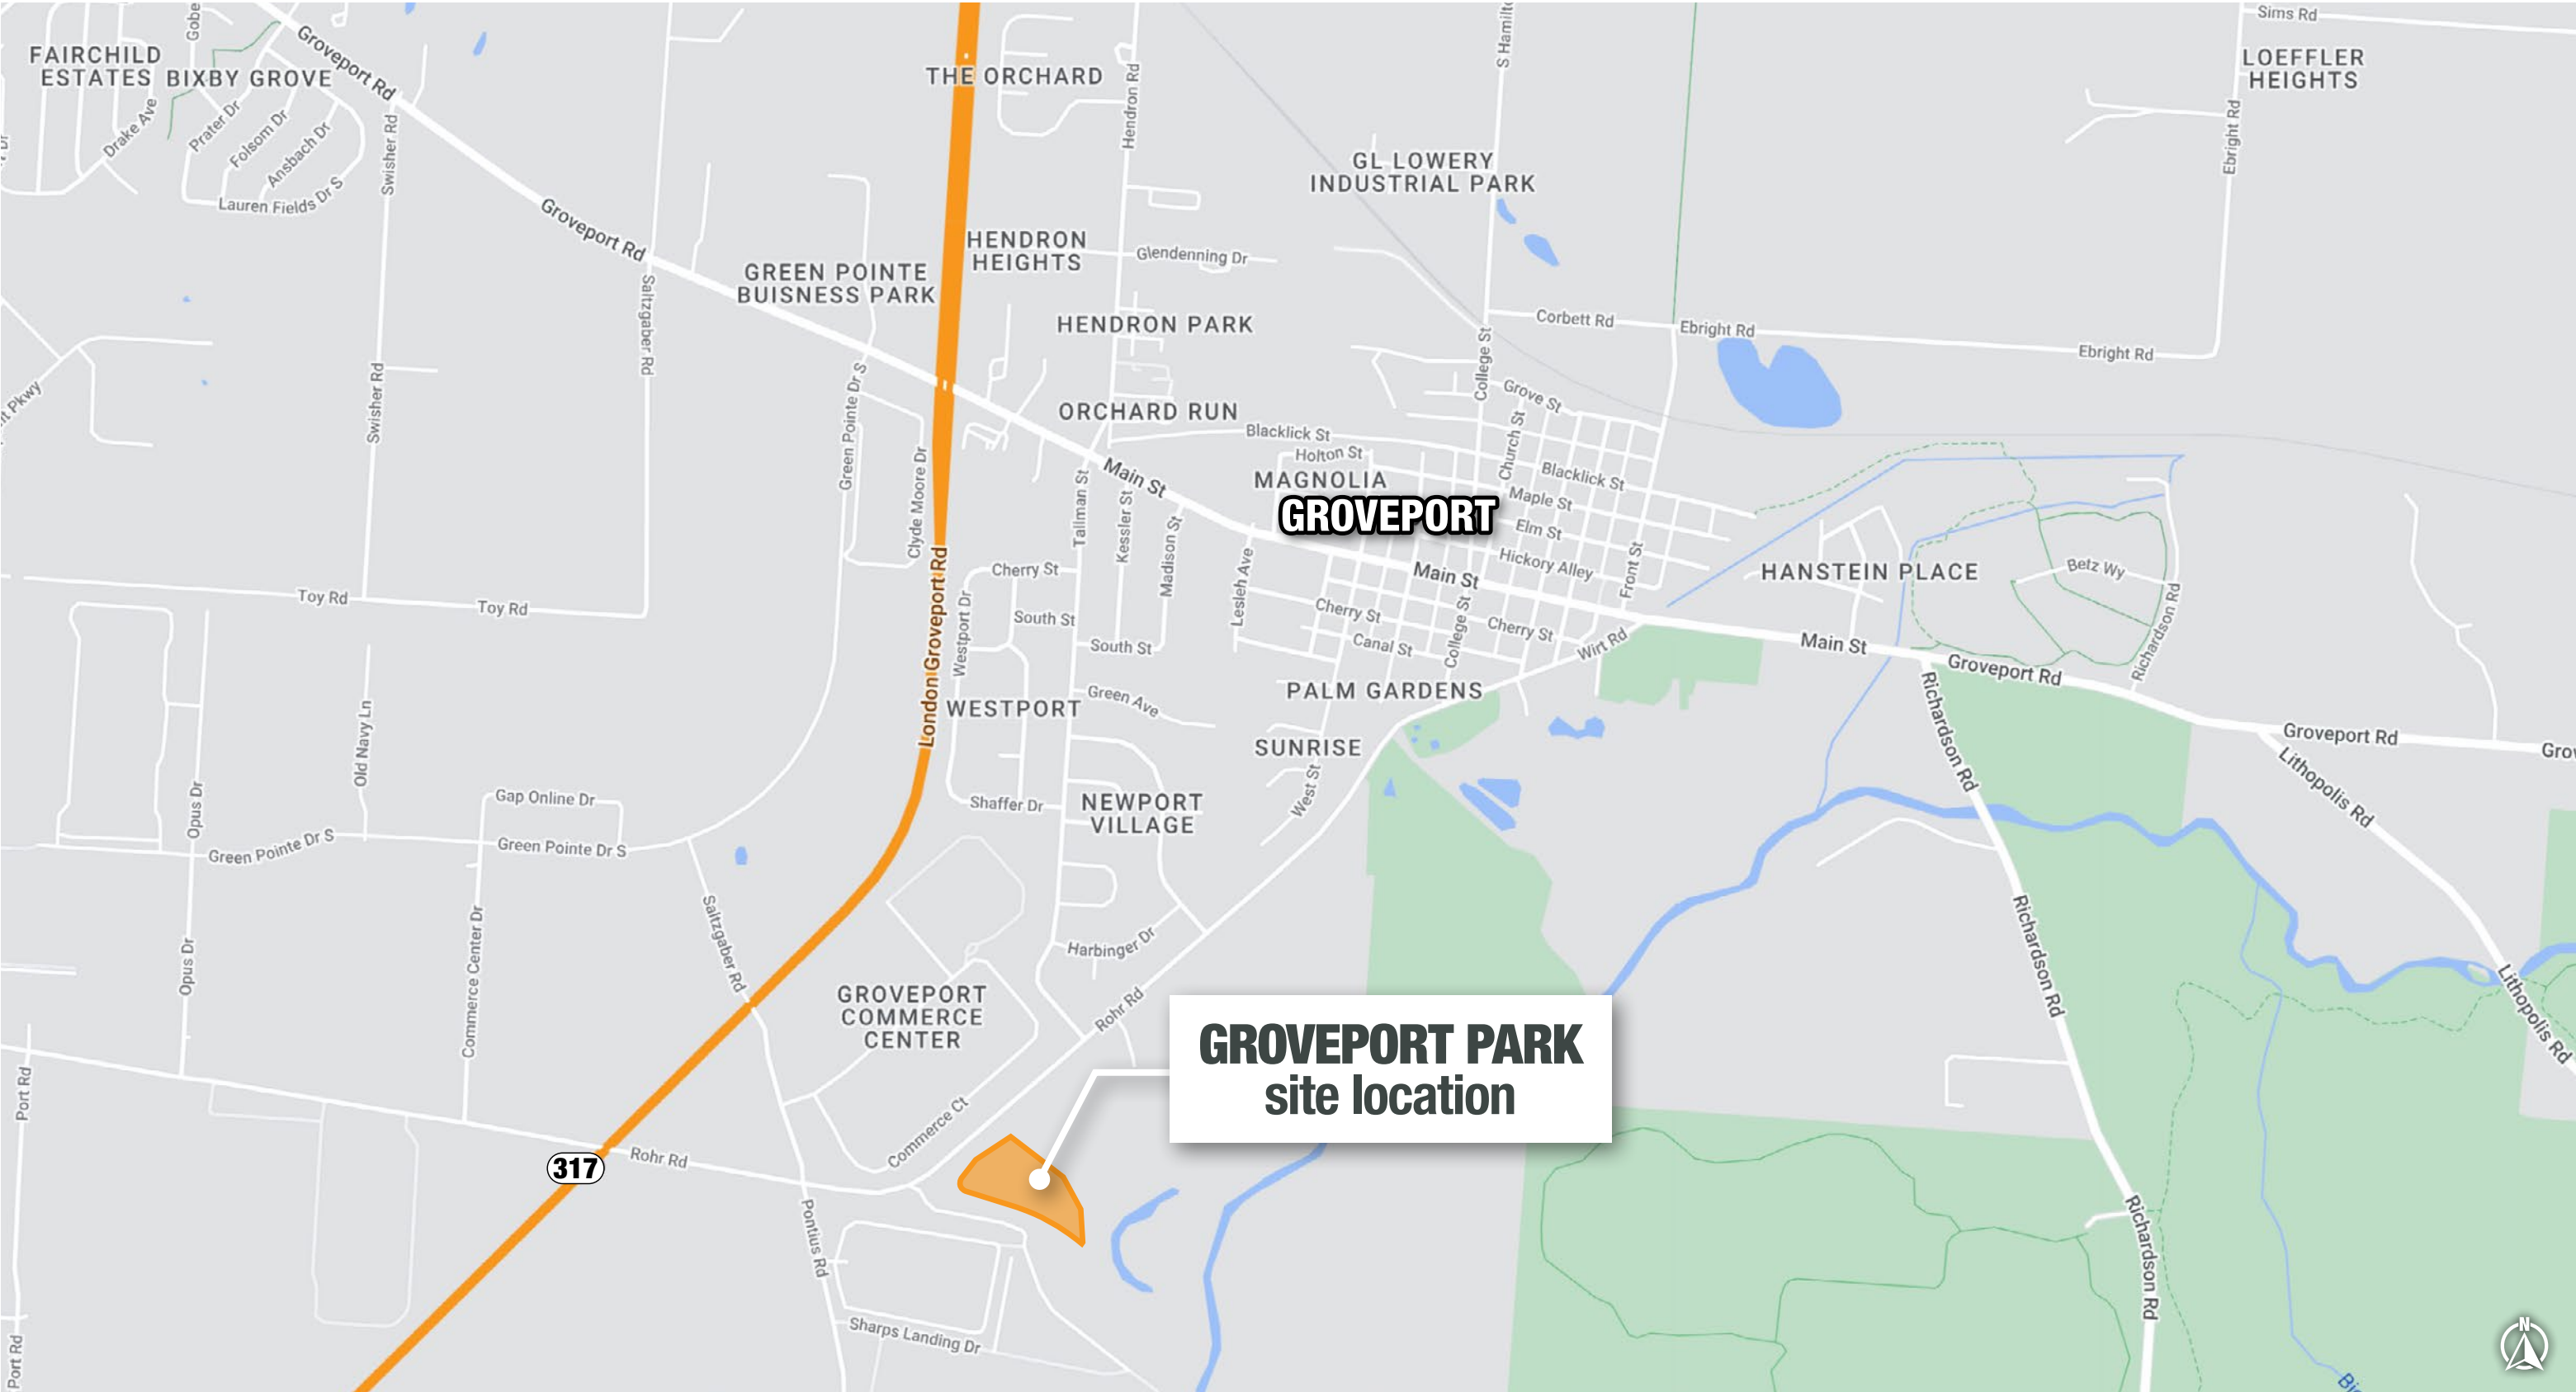 Sims Rd
Gobe
S Hamilt
Groveport Rd
FAIRCHILD
ESTATES
BIXBY GROVE
THE ORCHARD
LOEFFLER
HEIGHTS
Hendron Rd
Drake Ave
Prater Dr
Folsom Dr
Ansbach Dr
Lauren Fields Dr S
Swisher Rd
Ebright Rd
GL LOWERY
INDUSTRIAL PARK
Groveport Rd
HENDRON
HEIGHTS
Glendenning Dr
GREEN POINTE
BUISNESS PARK
Saltzgaber Rd
HENDRON PARK
Corbett Rd
Ebright Rd
Ebright Rd
College St
nt Pkwy
Swisher Rd
Green Pointe Dr S
Grove St
ORCHARD RUN
Blacklick St
Holton St
Church St
Clyde Moore Dr
Main St
MAGNOLIA
Blacklick St
Maple St
GROVEPORT
Tallman St
Kessler St
Madison St
Elm St
Hickory Alley
Front St
Main St
Lesleh Ave
Cherry St
HANSTEIN PLACE
Betz Wy
Toy Rd
Toy Rd
London Groveport Rd
Westport Dr
South St
South St
Cherry St
Cherry St
Canal St
College St
Wirt Rd
Main St
Groveport Rd
Richardson Rd
Richardson Rd
PALM GARDENS
Green Ave
WESTPORT
Old Navy Ln
SUNRISE
Groveport Rd
Grov
Lithopolis Rd
West St
Opus Dr
Gap Online Dr
Shaffer Dr
NEWPORT
VILLAGE
Green Pointe Dr S
Green Pointe Dr S
Saltzgaber Rd
Commerce Center Dr
Opus Dr
Harbinger Dr
Richardson Rd
Lithopolis Rd
GROVEPORT
COMMERCE
CENTER
Rohr Rd
GROVEPORT PARK
site location
Port Rd
Commerce Ct
317
Rohr Rd
Pontius Rd
Richardson Rd
Sharps Landing Dr
Port Rd
N
Bi